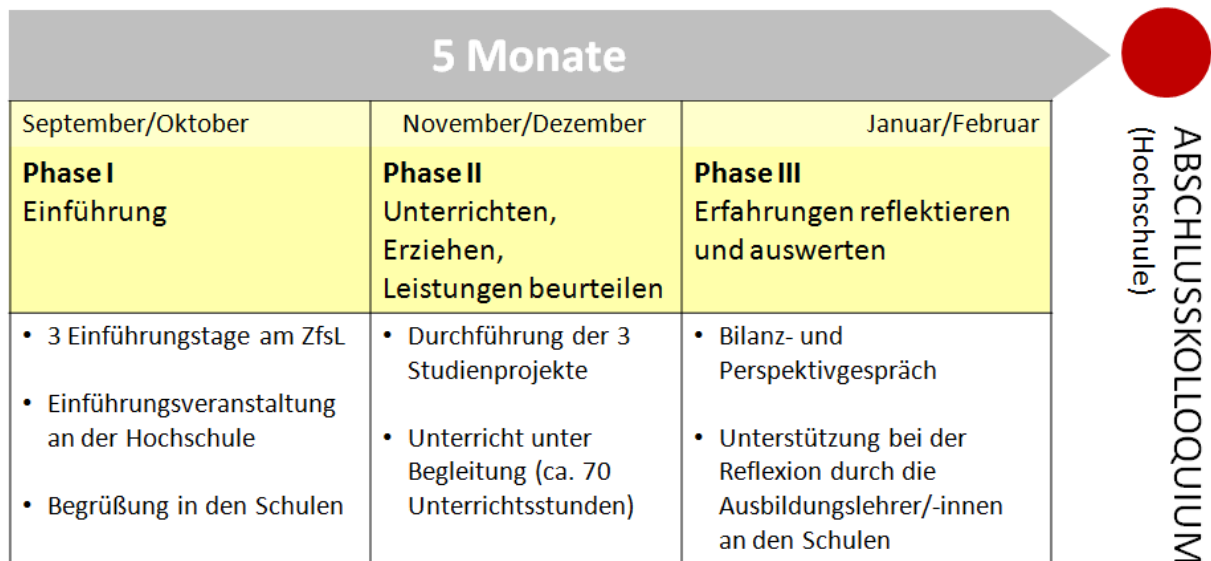 5 Monate
September/Oktober
Phase I
Einführung
• 3 Einführungstage am ZfsL
• Einführungsveranstaltung
an der Hochschule
• Begrüßung in den Schulen
November/Dezember
Phase II
Unterrichten,
Erziehen,
Leistungen beurteilen
• Durchführung der 3
Studienprojekte
• Unterricht unter
Begleitung (ca. 70
Unterrichtsstunden)
Januar/Februar
Phase III
Erfahrungen reflektieren
und auswerten
• Bilanz- und
Perspektivgespräch
• Unterstützung bei der
Reflexion durch die
Ausbildungslehrer/-innen
an den Schulen
ABSCHLUSSKOLLOQUIUM
(Hochschule)